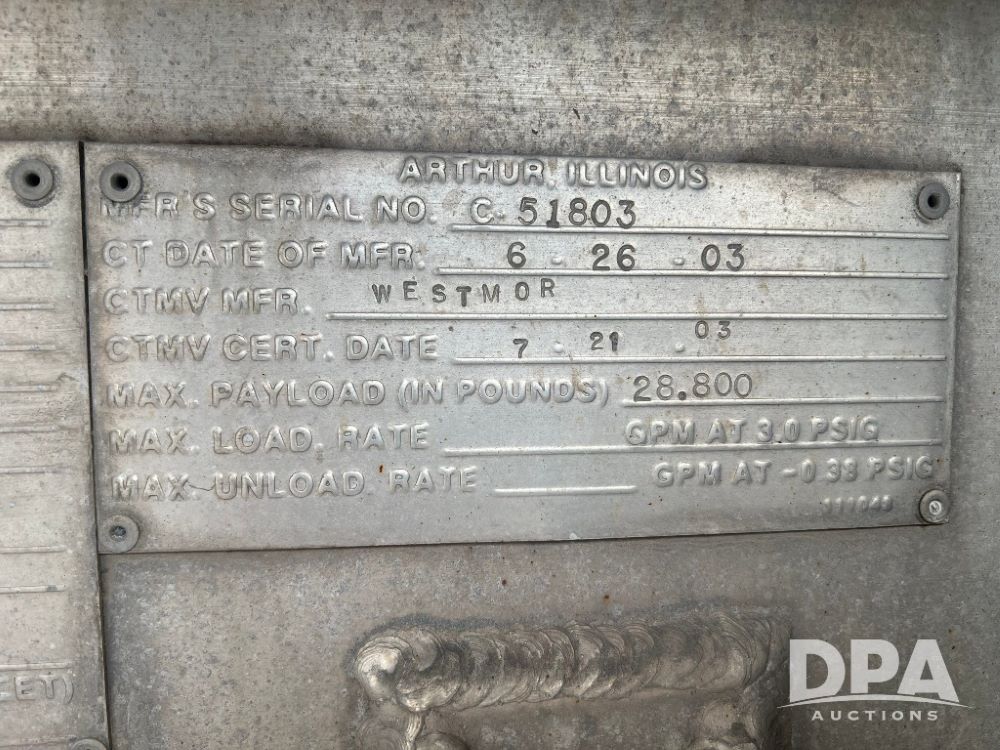 ARTHUR, ILLINOIS
MFR'S SERIAL NO. C- 51803
CT DATE OF MFR. 6 - 26 - 03
CTMV MFR. WESTMOR
CTMV CERT. DATE 7 - 21 - 03
MAX. PAYLOAD (IN POUNDS) 28.800
MAX. LOAD. RATE GPM AT 3.0 PSIG
MAX. UNLOAD. RATE GPM AT -0.33 PSIG
EET)
DPA
AUCTIONS